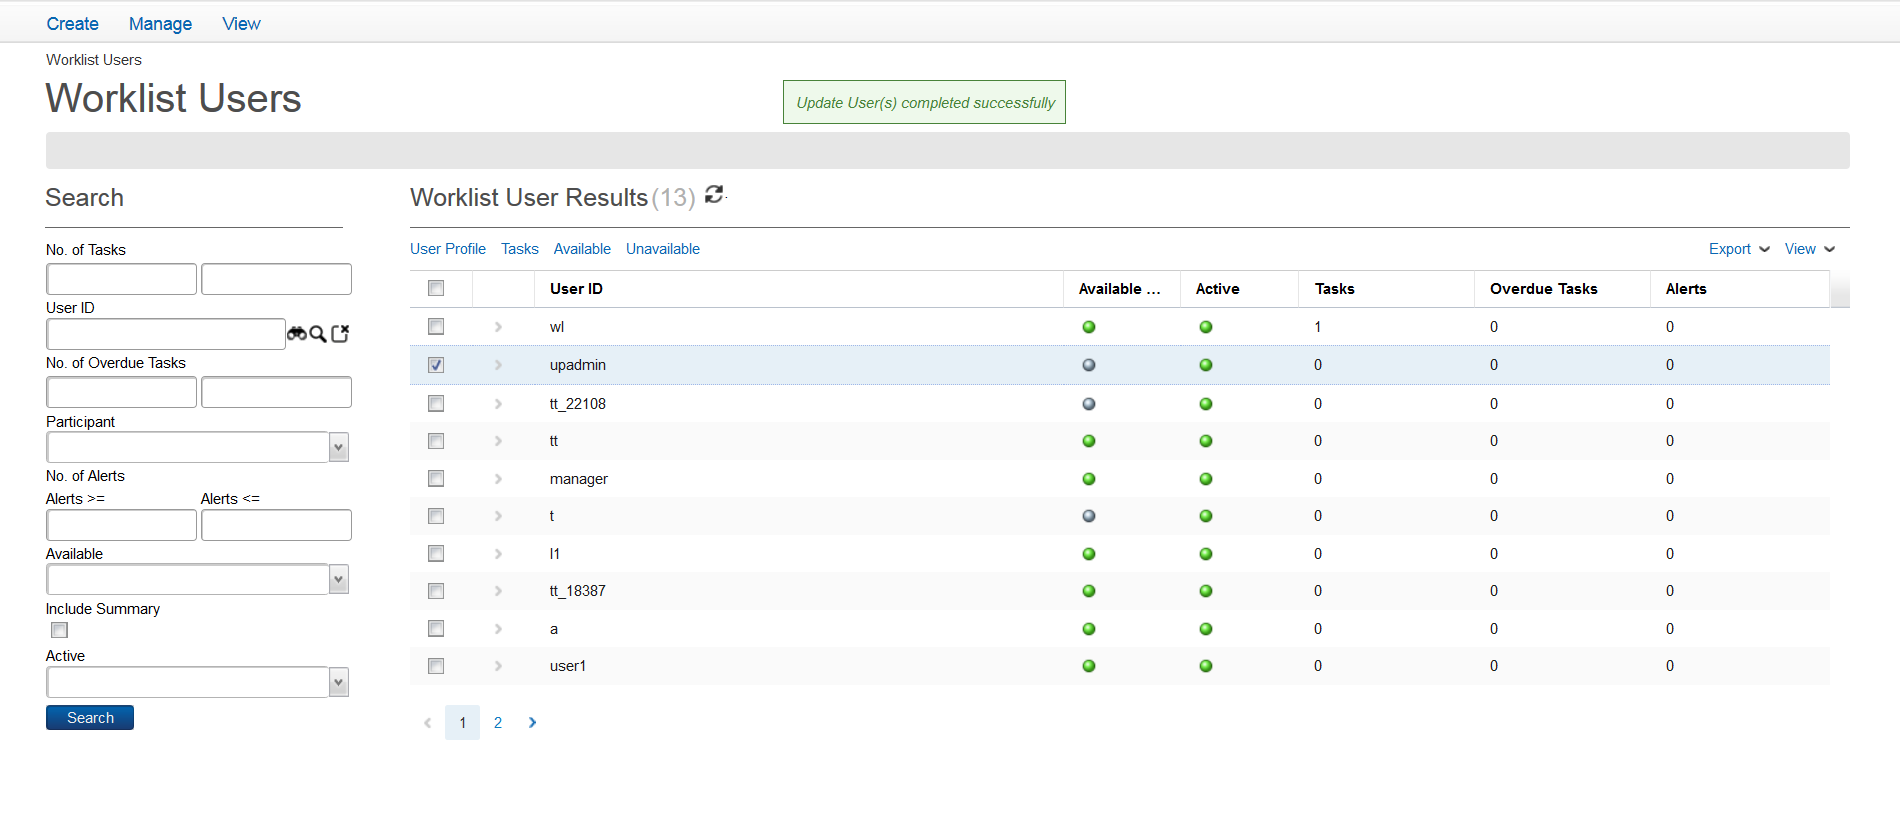 Create Manage View
Worklist Users
Worklist Users
Update User(s) completed successfully
Search
No. of Tasks
User ID
No. of Overdue Tasks
Participant
No. of Alerts
Alerts >= Alerts <=
Available
Include Summary
Active
Search
Worklist User Results (13)
User Profile Tasks Available Unavailable Export View
User ID Available ... Active Tasks Overdue Tasks Alerts
wl 1 0 0
upadmin 0 0 0
tt_22108 0 0 0
tt 0 0 0
manager 0 0 0
t 0 0 0
l1 0 0 0
tt_18387 0 0 0
a 0 0 0
user1 0 0 0
1 2